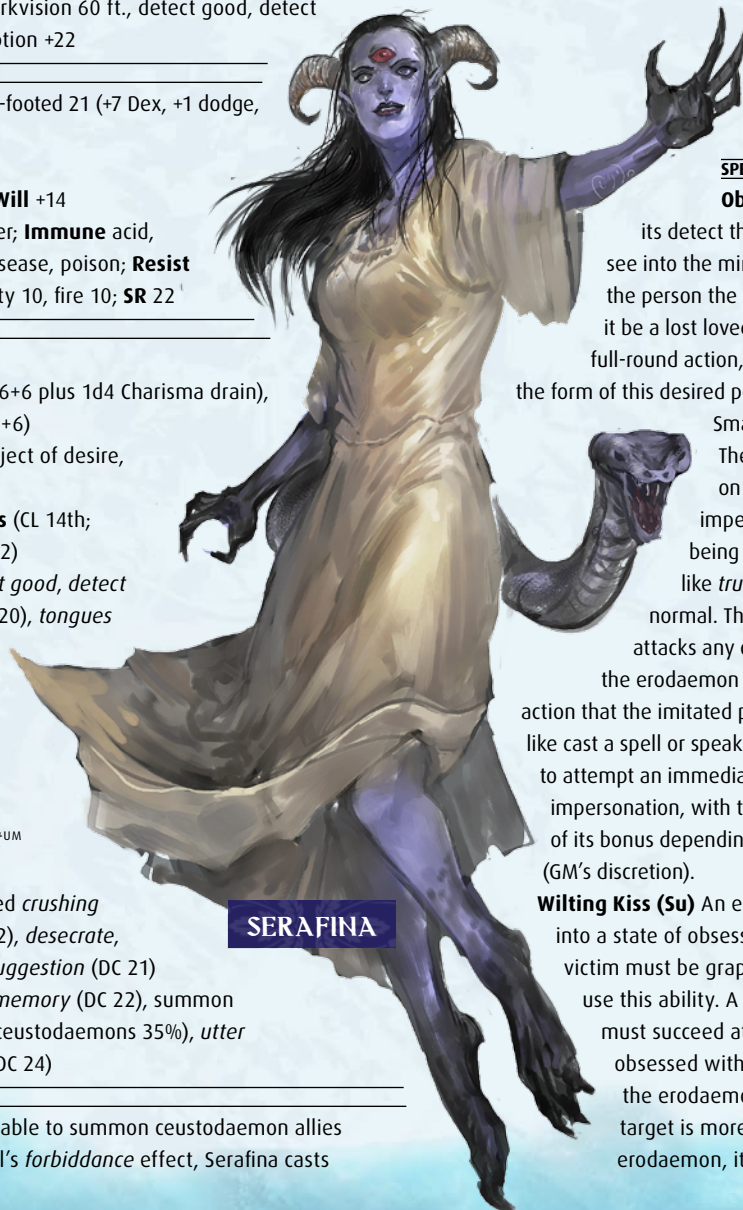 rkvision 60 ft., detect good, detect
tion +22
-footed 21 (+7 Dex, +1 dodge,
Will +14
er; Immune acid,
sease, poison; Resist
ty 10, fire 10; SR 22
6+6 plus 1d4 Charisma drain),
+6)
ject of desire,
s (CL 14th;
2)
t good, detect
20), tongues
UM
ed crushing
2), desecrate,
uggestion (DC 21)
memory (DC 22), summon
ceustodaemons 35%), utter
DC 24)
able to summon ceustodaemon allies
l's forbiddance effect, Serafina casts
SERAFINA
SPE
Ob
its detect th
see into the min
the person the
it be a lost loved
full-round action,
the form of this desired p
Sma
The
on
impe
being
like tru
normal. Th
attacks any c
the erodaemon
action that the imitated p
like cast a spell or speak
to attempt an immedia
impersonation, with t
of its bonus depending
(GM's discretion).
Wilting Kiss (Su) An e
into a state of obsess
victim must be grap
use this ability. A
must succeed at
obsessed with
the erodaemo
target is more
erodaemon, it